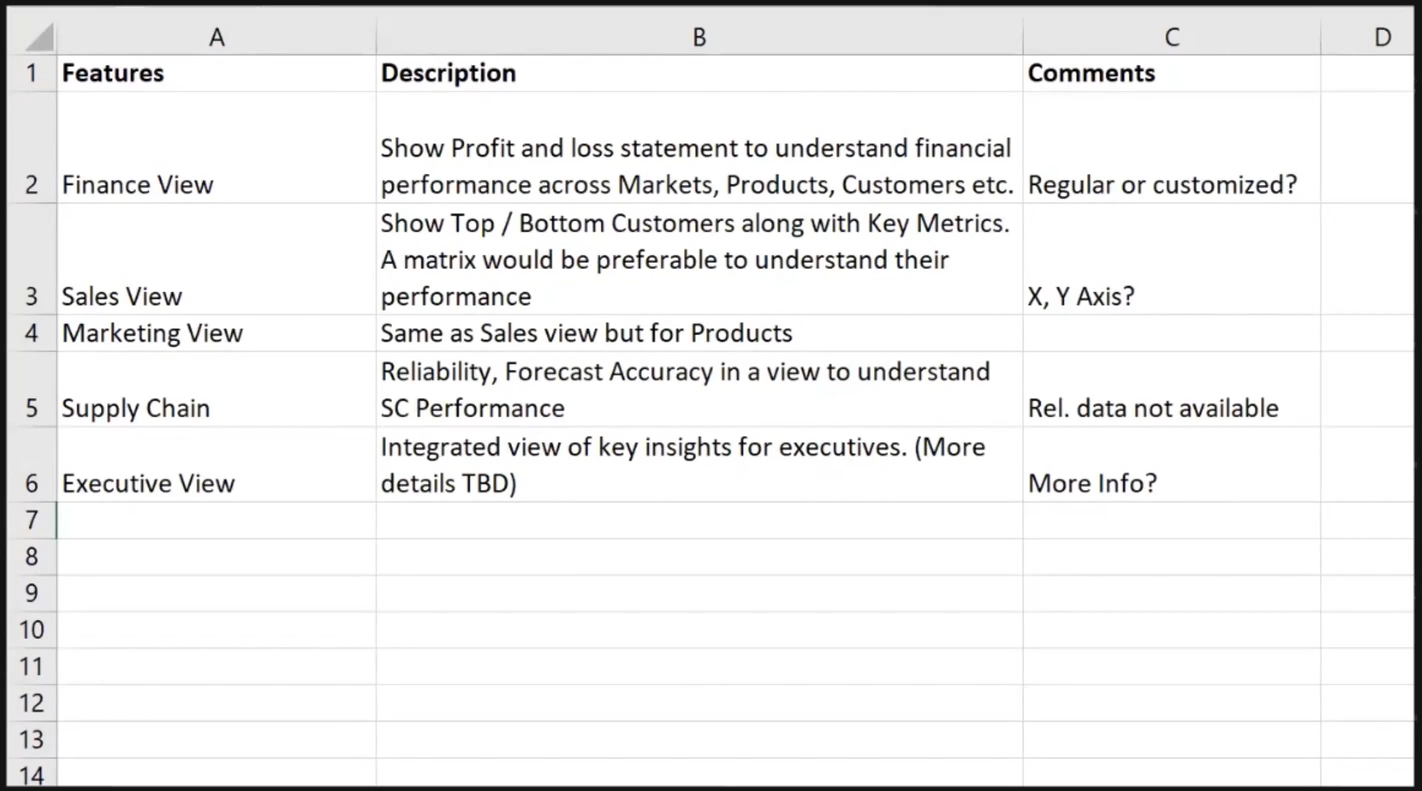 A B C D
1 Features Description Comments
Show Profit and loss statement to understand financial
2 Finance View performance across Markets, Products, Customers etc. Regular or customized?
Show Top / Bottom Customers along with Key Metrics.
A matrix would be preferable to understand their
3 Sales View performance X, Y Axis?
4 Marketing View Same as Sales view but for Products
Reliability, Forecast Accuracy in a view to understand
5 Supply Chain SC Performance Rel. data not available
Integrated view of key insights for executives. (More
6 Executive View details TBD) More Info?
7
8
9
10
11
12
13
14